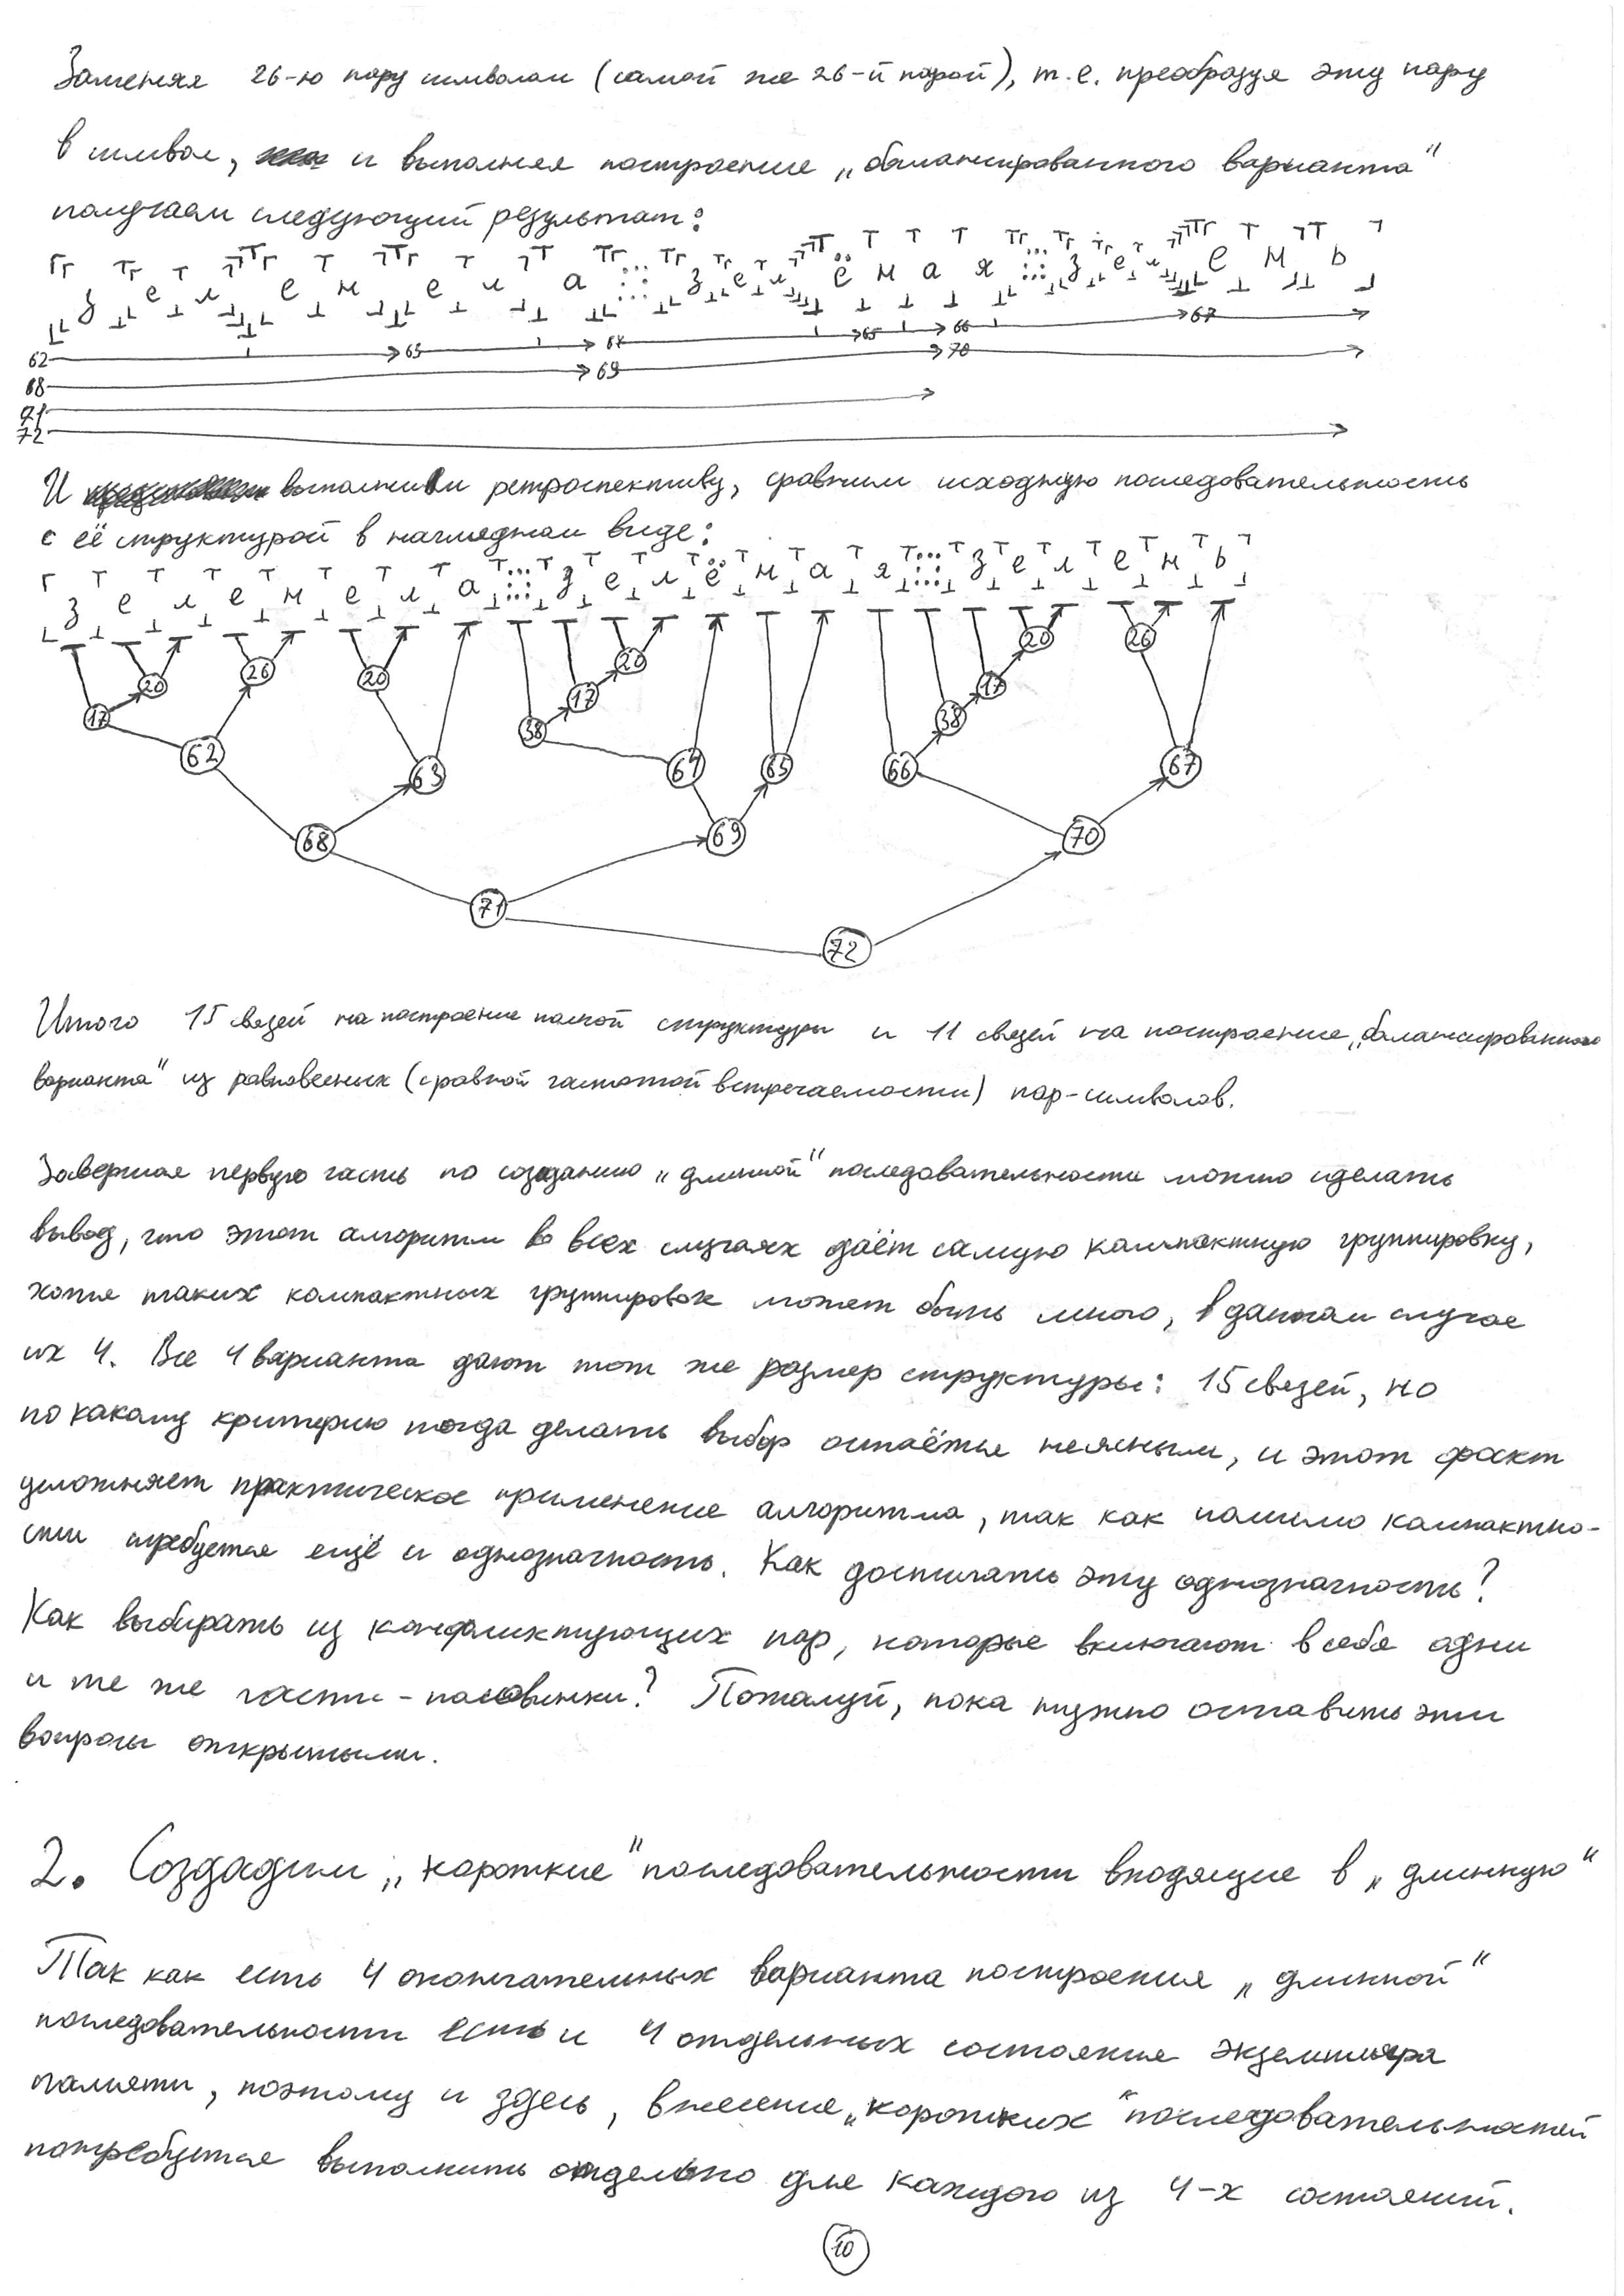 Заменяя 26-ю пару символом (самой же 26-й парой), т.е. преобразуя эту пару
в символ, и выполняя построение „балансированного варианта“
получаем следующий результат:
з е л е н е л а ⋮⋮⋮ з е л ё н а я ⋮⋮⋮ з е л е н ь
65 66 67
62 63 64
68 69 70
71
72
И выполнив ретроспективу, сравним исходную последовательность
с её структурой в наглядном виде:
з е л е н е л а ⋮⋮⋮ з е л ё н а я ⋮⋮⋮ з е л е н ь
20 26
20 26 20 20 17
17 17 38
38
62 63 64 65 66 67
68 69 70
71
72
Итого 15 связей на построение полной структуры и 11 связей на построение „балансированного
варианта“ из равновесных (с равной частотой встречаемости) пар-символов.
Завершая первую часть по созданию „длинной“ последовательности можно сделать
вывод, что этот алгоритм во всех случаях даёт самую компактную группировку,
хотя таких компактных группировок может быть много, в данном случае
их 4. Все 4 варианта дают тот же размер структуры: 15 связей, но
по какому критерию тогда делать выбор остаётся неясным, и этот факт
усложняет практическое применение алгоритма, так как помимо компактно-
сти требуется ещё и однозначность. Как достигать эту однозначность?
Как выбирать из конфликтующих пар, которые включают в себя одни
и те же части-половинки? Пожалуй, пока нужно оставить эти
вопросы открытыми.
2. Создадим „короткие“ последовательности входящие в „длинную“
Так как есть 4 окончательных варианта построения „длинной“
последовательности есть и 4 отдельных состояния экземпляра
памяти, поэтому и здесь, внесение „коротких“ последовательностей
потребуется выполнить отдельно для каждого из 4-х состояний.
10